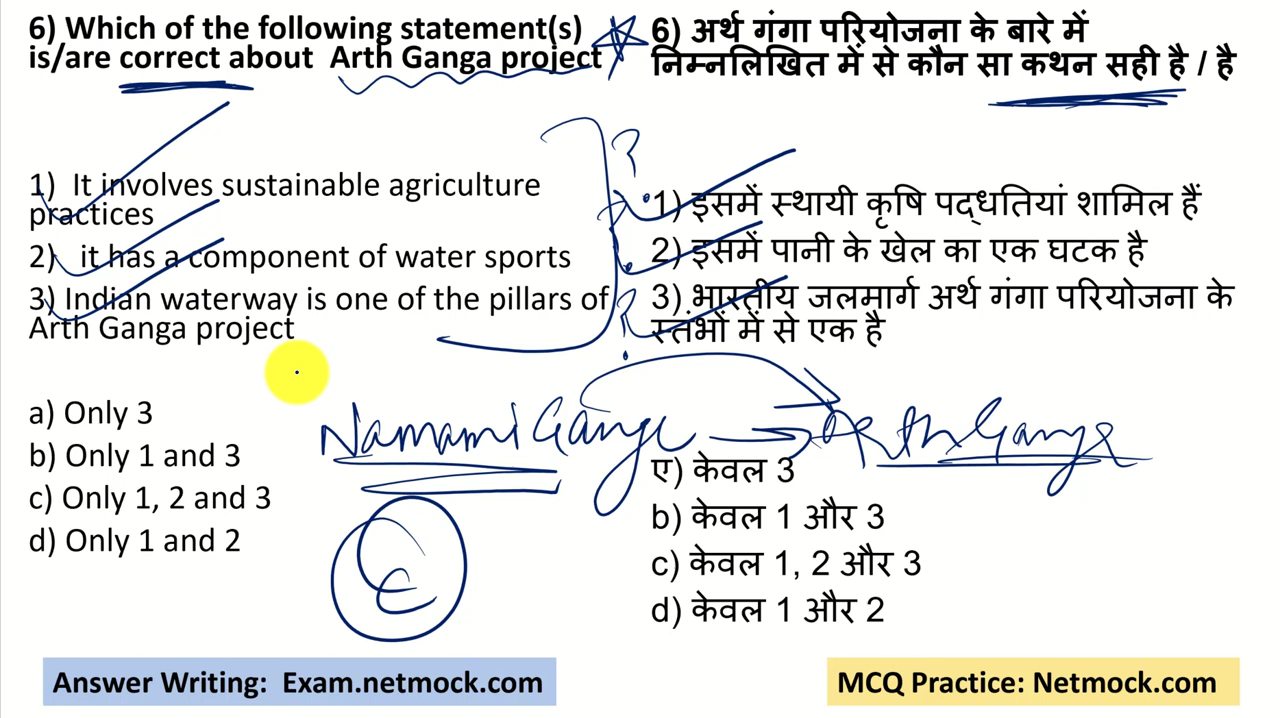 6) Which of the following statement(s)
is/are correct about Arth Ganga project
1) It involves sustainable agriculture
practices
2) it has a component of water sports
3) Indian waterway is one of the pillars of
Arth Ganga project
a) Only 3
b) Only 1 and 3
c) Only 1, 2 and 3
d) Only 1 and 2
6) अर्थ गंगा परियोजना के बारे में
निम्नलिखित में से कौन सा कथन सही है / है
1) इसमें स्थायी कृषि पद्धतियां शामिल हैं
2) इसमें पानी के खेल का एक घटक है
3) भारतीय जलमार्ग अर्थ गंगा परियोजना के
स्तंभों में से एक है
Namami Gange → Arth Ganga
ए) केवल 3
b) केवल 1 और 3
c) केवल 1, 2 और 3
d) केवल 1 और 2
Answer Writing: Exam.netmock.com
MCQ Practice: Netmock.com